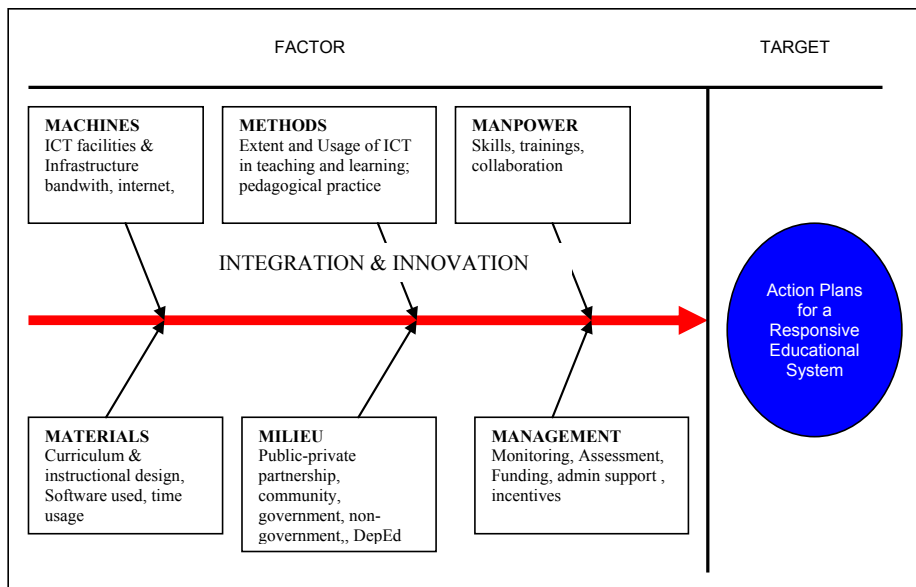 FACTOR
TARGET
MACHINES
ICT facilities &
Infrastructure
bandwith, internet,
METHODS
Extent and Usage of ICT
in teaching and learning;
pedagogical practice
MANPOWER
Skills, trainings,
collaboration
INTEGRATION & INNOVATION
Action Plans
for a
Responsive
Educational
System
MATERIALS
Curriculum &
instructional design,
Software used, time
usage
MILIEU
Public-private
partnership,
community,
government, non-
government,, DepEd
MANAGEMENT
Monitoring, Assessment,
Funding, admin support ,
incentives